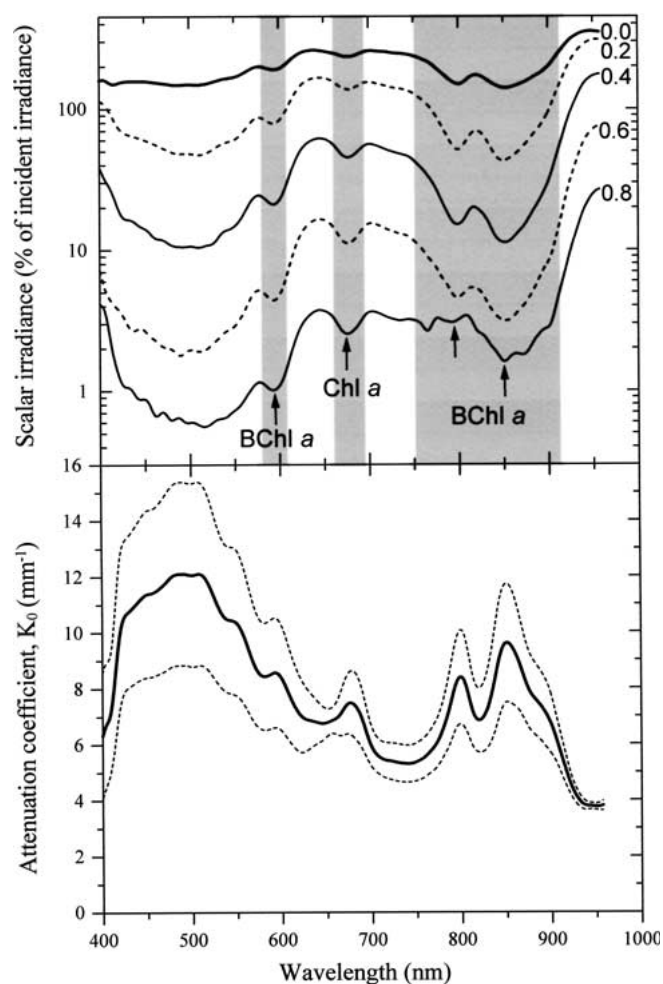 Scalar irradiance (% of incident irradiance)
100
10
1
0.0
0.2
0.4
0.6
0.8
BChl a
Chl a
BChl a
Attenuation coefficient, K₀ (mm⁻¹)
16
14
12
10
8
6
4
2
0
400 500 600 700 800 900 1000
Wavelength (nm)